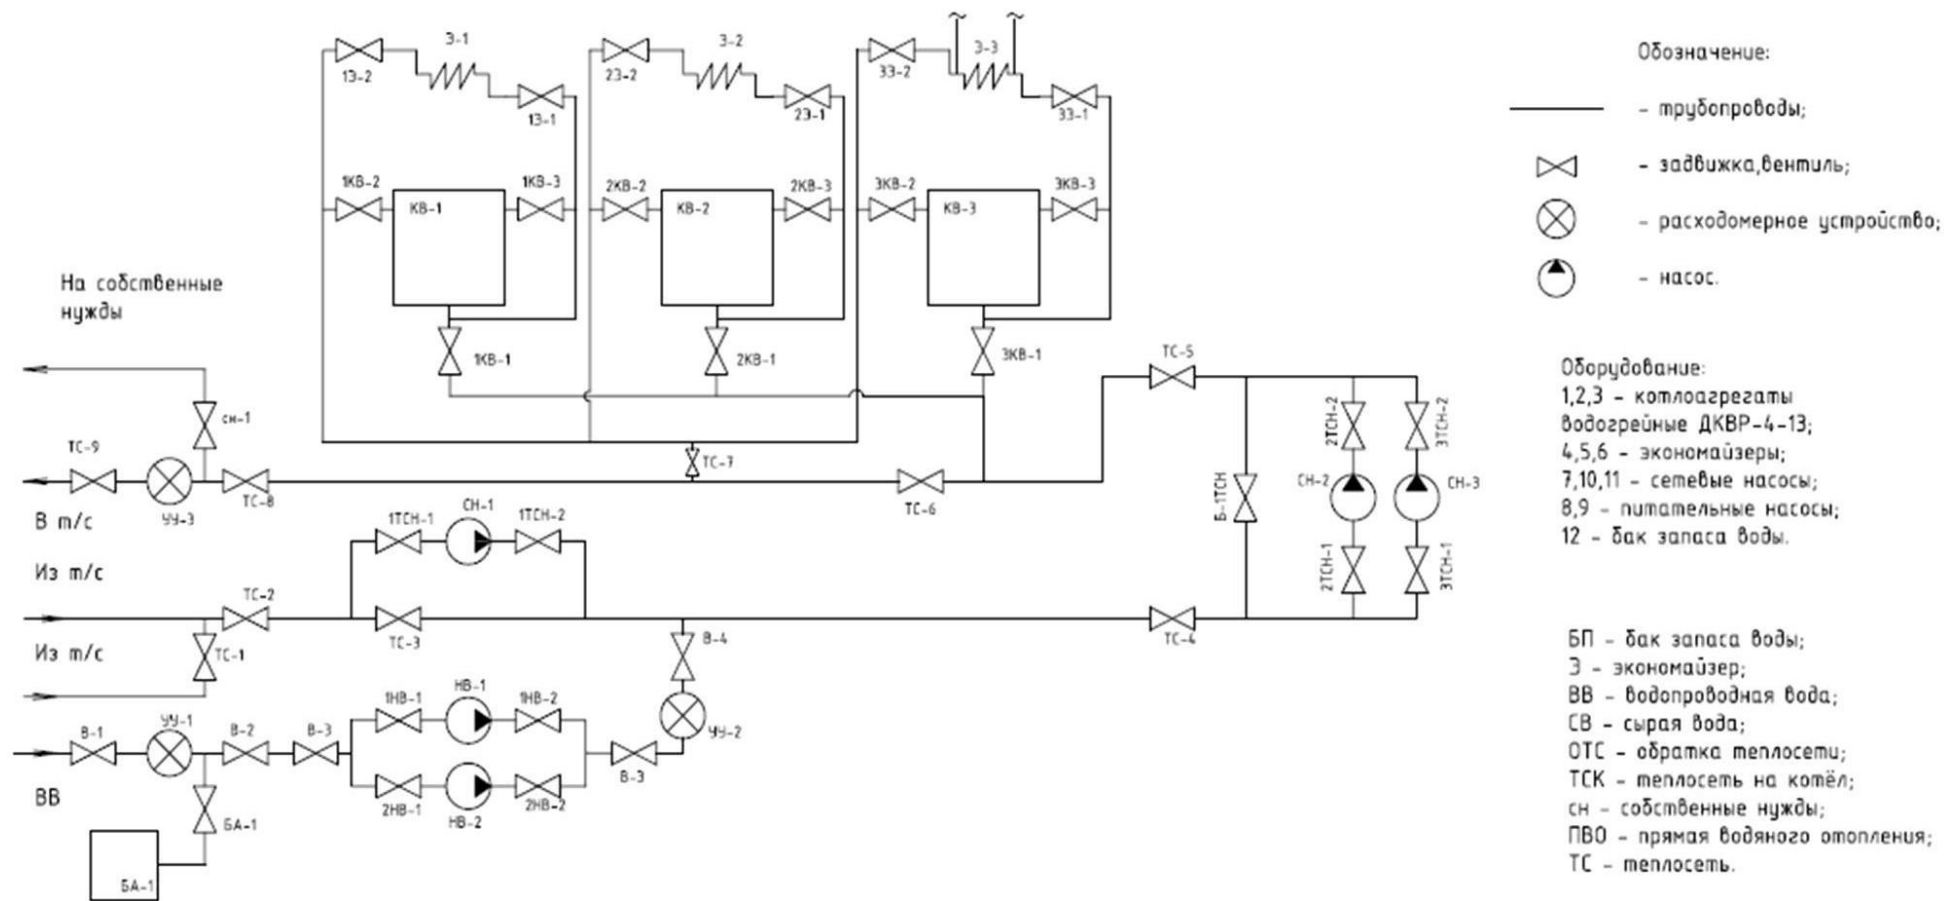 Э-1
Э-2
Э-3
1Э-2
1Э-1
2Э-2
2Э-1
3Э-2
3Э-1
1КВ-2
1КВ-3
2КВ-2
2КВ-3
3КВ-2
3КВ-3
КВ-1
КВ-2
КВ-3
1КВ-1
2КВ-1
3КВ-1
На собственные
нужды
сн-1
ТС-9
УУ-3
ТС-8
ТС-7
ТС-6
ТС-5
В т/с
Из т/с
1ТСН-1
СН-1
1ТСН-2
ТС-2
ТС-3
ТС-4
Из т/с
ТС-1
Б-1ТСН
2ТСН-2
3ТСН-2
СН-2
СН-3
2ТСН-1
3ТСН-1
В-4
УУ-2
В-1
УУ-1
В-2
В-3
1НВ-1
НВ-1
1НВ-2
2НВ-1
НВ-2
2НВ-2
В-3
ВВ
БА-1
БА-1
Обозначение:
- трубопроводы;
- задвижка,вентиль;
- расходомерное устройство;
- насос.
Оборудование:
1,2,3 - котлоагрегаты
водогрейные ДКВР-4-13;
4,5,6 - экономайзеры;
7,10,11 - сетевые насосы;
8,9 - питательные насосы;
12 - бак запаса воды.
БП - бак запаса воды;
Э - экономайзер;
ВВ - водопроводная вода;
СВ - сырая вода;
ОТС - обратка теплосети;
ТСК - теплосеть на котёл;
сн - собственные нужды;
ПВО - прямая водяного отопления;
ТС - теплосеть.